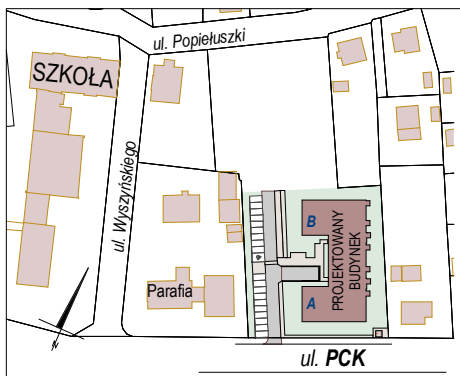 ul. Popiełuszki
SZKOŁA
ul. Wyszyńskiego
B
PROJEKTOWANY
BUDYNEK
A
Parafia
N
ul. PCK